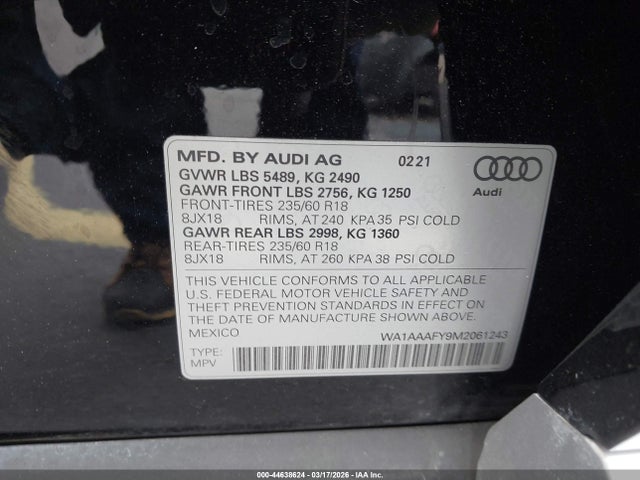 MFD. BY AUDI AG 0221
GVWR LBS 5489, KG 2490
GAWR FRONT LBS 2756, KG 1250
FRONT-TIRES 235/60 R18
8JX18 RIMS, AT 240 KPA 35 PSI COLD
GAWR REAR LBS 2998, KG 1360
REAR-TIRES 235/60 R18
8JX18 RIMS, AT 260 KPA 38 PSI COLD
Audi
THIS VEHICLE CONFORMS TO ALL APPLICABLE
U.S. FEDERAL MOTOR VEHICLE SAFETY AND
THEFT PREVENTION STANDARDS IN EFFECT ON
THE DATE OF MANUFACTURE SHOWN ABOVE.
MEXICO WA1AAAFY9M2061243
TYPE:
MPV
000-44638624 | 03/17/2026 | IAA Inc.